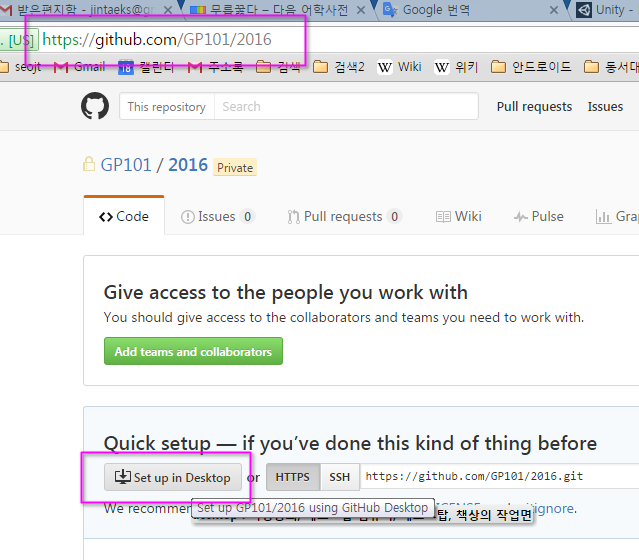 받은편지함 - jintaeks@g
무릎꿇다 – 다음 어학사전
Google 번역
Unity -
. [US] https://github.com/GP101/2016
seojt
Gmail
캘린더
주소록
검색
검색2
Wiki
위키
안드로이드
동서대
This repository
Search
Pull requests
Issues
GP101 / 2016
Private
Code
Issues 0
Pull requests 0
Wiki
Pulse
Gra
Give access to the people you work with
You should give access to the collaborators and teams you need to work with.
Add teams and collaborators
Quick setup — if you've done this kind of thing before
Set up in Desktop
or
HTTPS
SSH
https://github.com/GP101/2016.git
We recommen
Set up GP101/2016 using GitHub Desktop
탑, 책상의 작업면